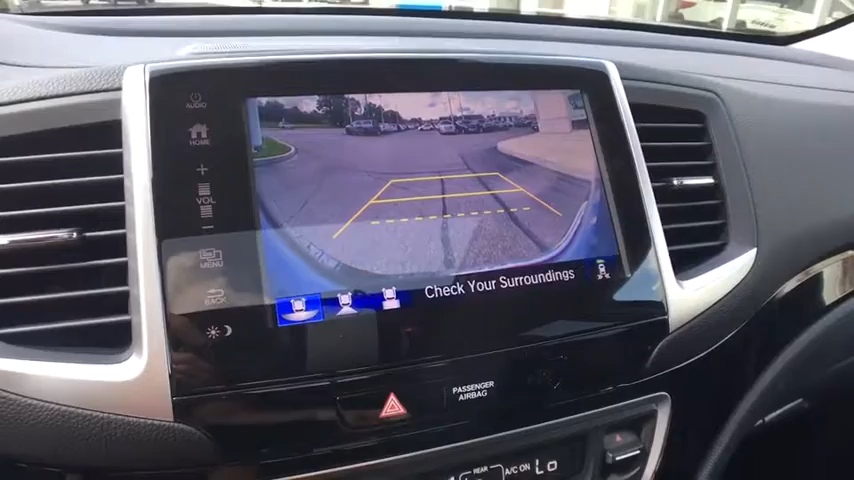 AUDIO
HOME
+
VOL
−
MENU
BACK
Check Your Surroundings
PASSENGER
AIRBAG
REAR
A/C ON Lo